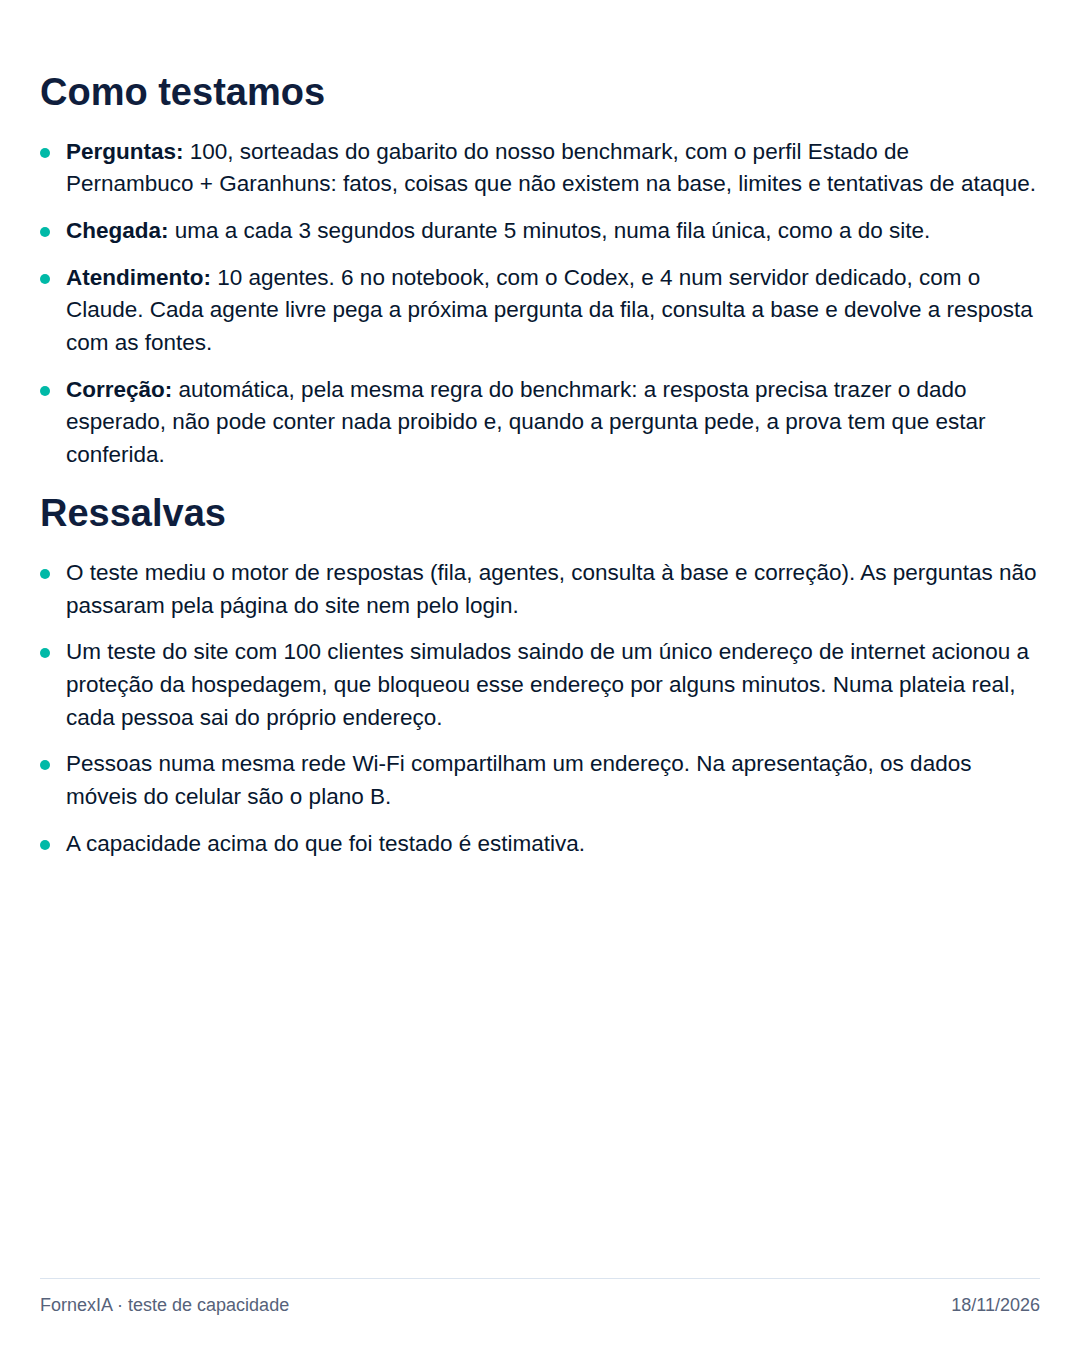 Como testamos
Perguntas: 100, sorteadas do gabarito do nosso benchmark, com o perfil Estado de
Pernambuco + Garanhuns: fatos, coisas que não existem na base, limites e tentativas de ataque.
Chegada: uma a cada 3 segundos durante 5 minutos, numa fila única, como a do site.
Atendimento: 10 agentes. 6 no notebook, com o Codex, e 4 num servidor dedicado, com o
Claude. Cada agente livre pega a próxima pergunta da fila, consulta a base e devolve a resposta
com as fontes.
Correção: automática, pela mesma regra do benchmark: a resposta precisa trazer o dado
esperado, não pode conter nada proibido e, quando a pergunta pede, a prova tem que estar
conferida.
Ressalvas
O teste mediu o motor de respostas (fila, agentes, consulta à base e correção). As perguntas não
passaram pela página do site nem pelo login.
Um teste do site com 100 clientes simulados saindo de um único endereço de internet acionou a
proteção da hospedagem, que bloqueou esse endereço por alguns minutos. Numa plateia real,
cada pessoa sai do próprio endereço.
Pessoas numa mesma rede Wi-Fi compartilham um endereço. Na apresentação, os dados
móveis do celular são o plano B.
A capacidade acima do que foi testado é estimativa.
FornexIA · teste de capacidade
18/11/2026